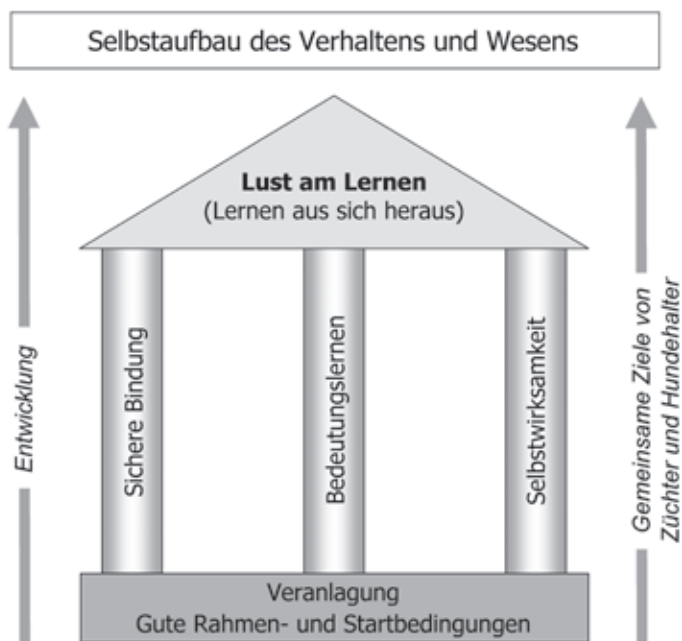 Selbstaufbau des Verhaltens und Wesens
Lust am Lernen
(Lernen aus sich heraus)
Entwicklung
Sichere Bindung
Bedeutungslernen
Selbstwirksamkeit
Gemeinsame Ziele von
Züchter und Hundehalter
Veranlagung
Gute Rahmen- und Startbedingungen